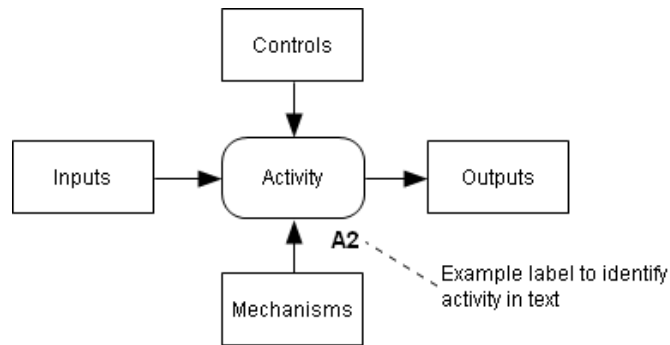 Controls
Inputs
Activity
Outputs
A2
Mechanisms
Example label to identify
activity in text